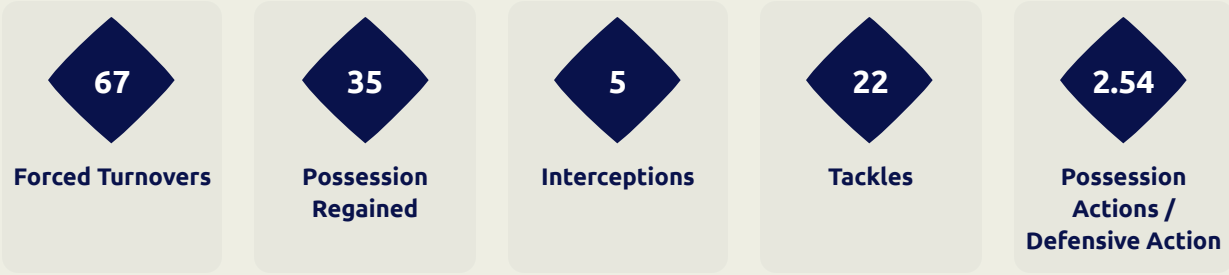 67
Forced Turnovers
35
Possession
Regained
5
Interceptions
22
Tackles
2.54
Possession
Actions /
Defensive Action